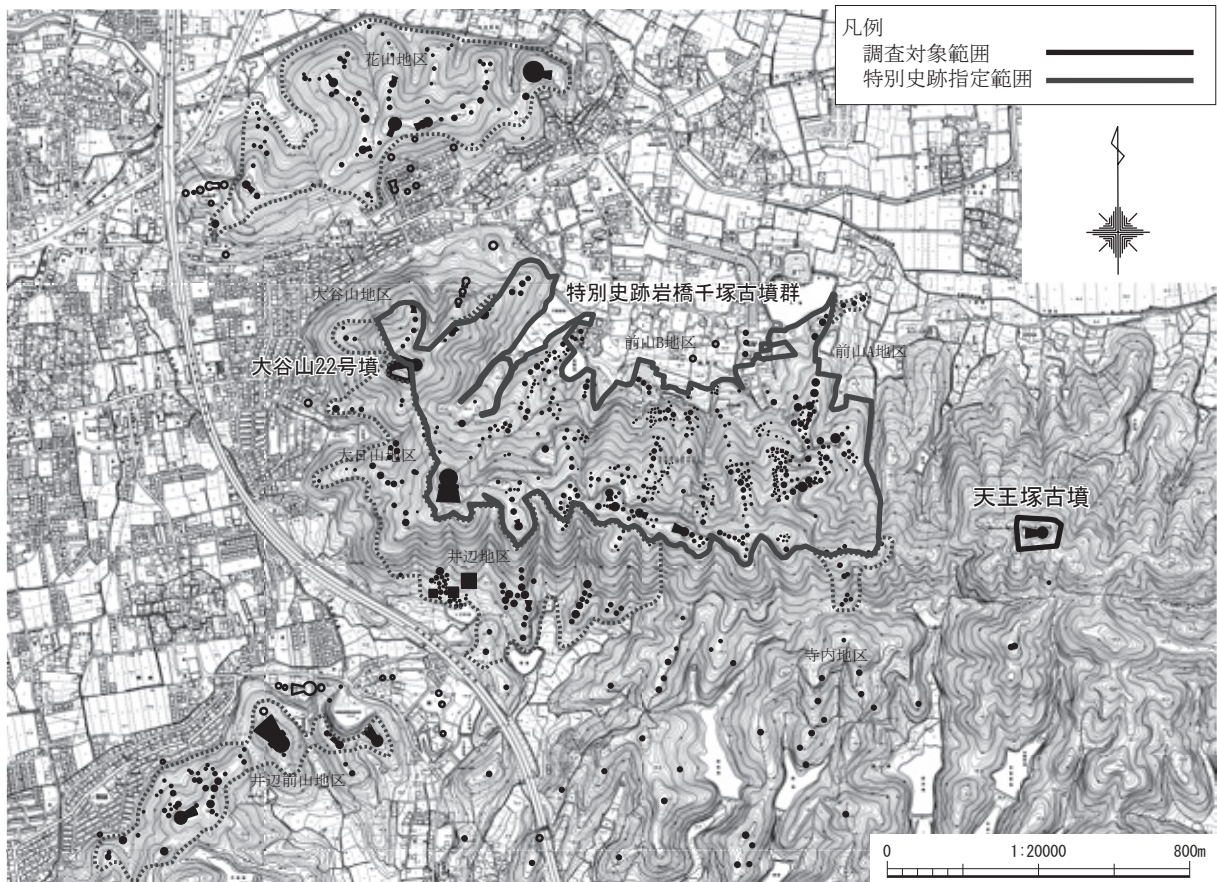 凡例
調査対象範囲
特別史跡指定範囲
花山地区
大谷山地区
特別史跡岩橋千塚古墳群
前山B地区
前山A地区
大谷山22号墳
大日山地区
天王塚古墳
井辺地区
寺内地区
井辺前山地区
0 1:20000 800m